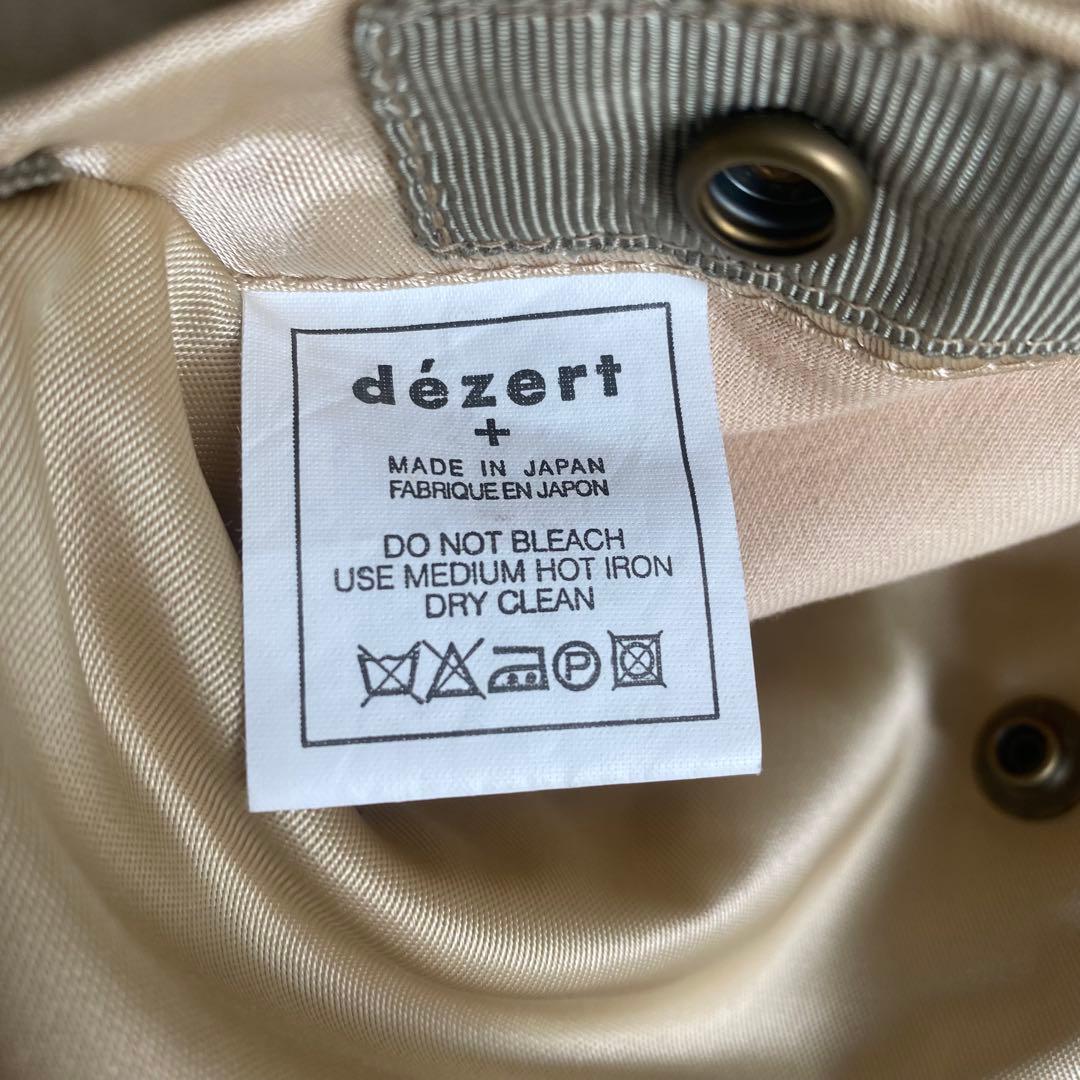 dézert
+
MADE IN JAPAN
FABRIQUE EN JAPON
DO NOT BLEACH
USE MEDIUM HOT IRON
DRY CLEAN
P